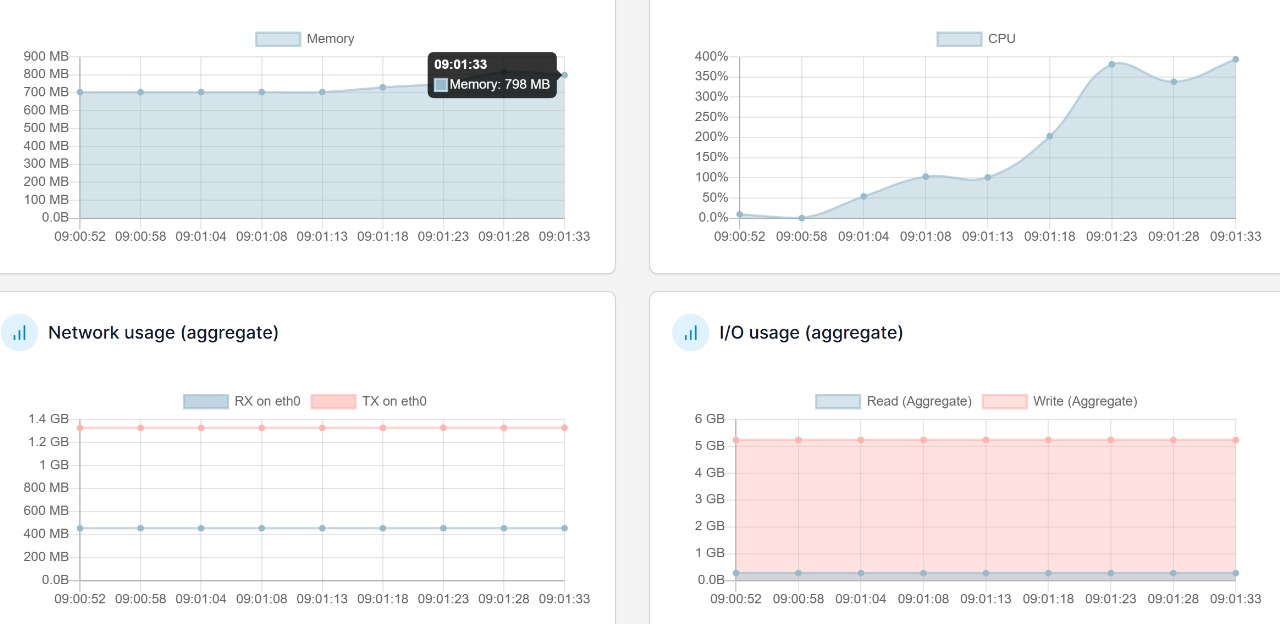 Memory
900 MB
800 MB
700 MB
600 MB
500 MB
400 MB
300 MB
200 MB
100 MB
0.0B
09:01:33
Memory: 798 MB
09:00:52 09:00:58 09:01:04 09:01:08 09:01:13 09:01:18 09:01:23 09:01:28 09:01:33
CPU
400%
350%
300%
250%
200%
150%
100%
50%
0.0%
09:00:52 09:00:58 09:01:04 09:01:08 09:01:13 09:01:18 09:01:23 09:01:28 09:01:33
Network usage (aggregate)
RX on eth0 TX on eth0
1.4 GB
1.2 GB
1 GB
800 MB
600 MB
400 MB
200 MB
0.0B
09:00:52 09:00:58 09:01:04 09:01:08 09:01:13 09:01:18 09:01:23 09:01:28 09:01:33
I/O usage (aggregate)
Read (Aggregate) Write (Aggregate)
6 GB
5 GB
4 GB
3 GB
2 GB
1 GB
0.0B
09:00:52 09:00:58 09:01:04 09:01:08 09:01:13 09:01:18 09:01:23 09:01:28 09:01:33